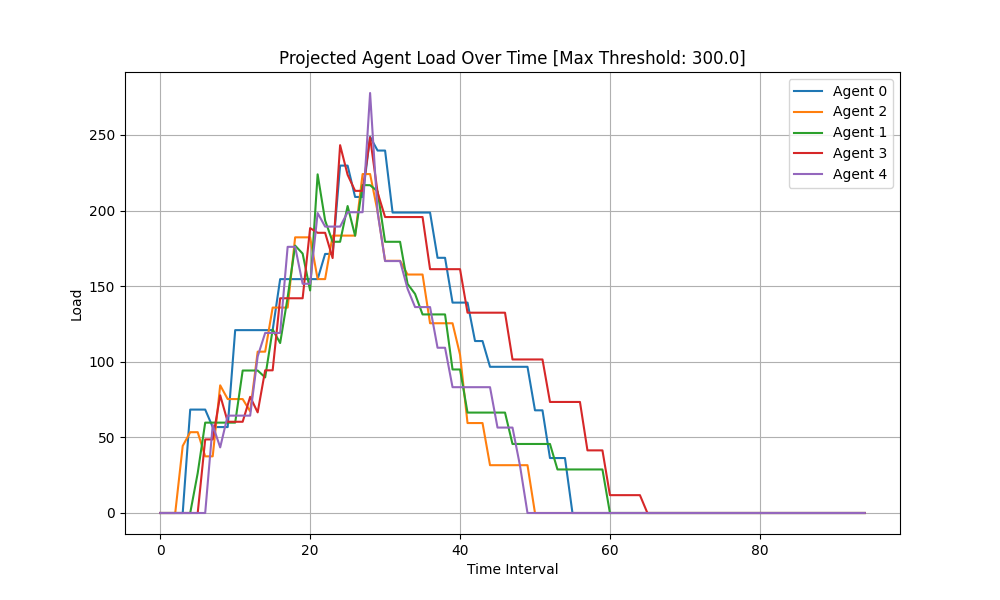 Projected Agent Load Over Time [Max Threshold: 300.0]
Agent 0
Agent 2
Agent 1
Agent 3
Agent 4
Load
250
200
150
100
50
0
0 20 40 60 80
Time Interval